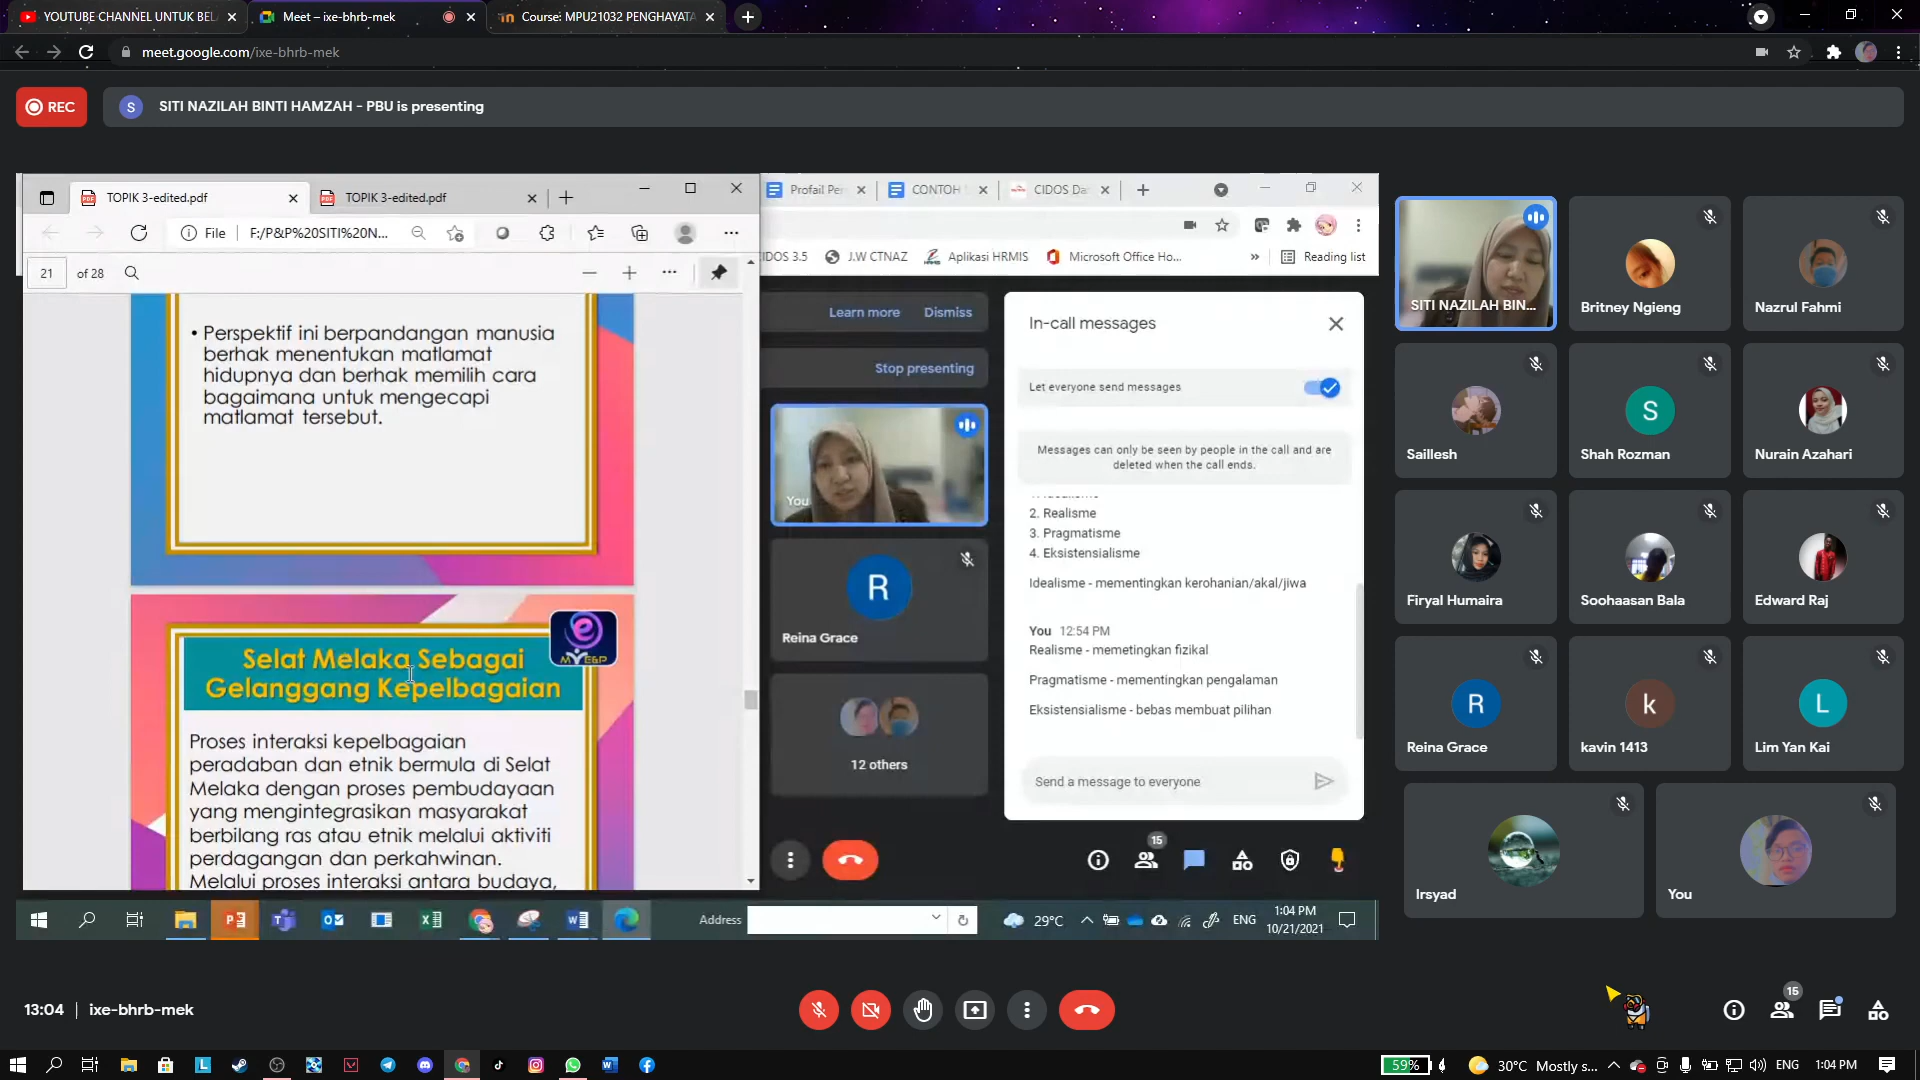 YOUTUBE CHANNEL UNTUK BEL
Meet – ixe-bhrb-mek
Course: MPU21032 PENGHAYATA
meet.google.com/ixe-bhrb-mek
REC
S
SITI NAZILAH BINTI HAMZAH - PBU is presenting
TOPIK 3-edited.pdf
TOPIK 3-edited.pdf
File
F:/P&P%20SITI%20N...
21 of 28
• Perspektif ini berpandangan manusia
berhak menentukan matlamat
hidupnya dan berhak memilih cara
bagaimana untuk mengecapi
matlamat tersebut.
MYE&P
Selat Melaka Sebagai
Gelanggang Kepelbagaian
Proses interaksi kepelbagaian
peradaban dan etnik bermula di Selat
Melaka dengan proses pembudayaan
yang mengintegrasikan masyarakat
berbilang ras atau etnik melalui aktiviti
perdagangan dan perkahwinan.
Melalui proses interaksi antara budaya,
Profail Per
CONTOH
CIDOS Da
CIDOS 3.5
J.W CTNAZ
Aplikasi HRMIS
Microsoft Office Ho...
»
Reading list
Learn more
Dismiss
Stop presenting
You
R
Reina Grace
12 others
In-call messages
Let everyone send messages
Messages can only be seen by people in the call and are
deleted when the call ends.
2. Realisme
3. Pragmatisme
4. Eksistensialisme
Idealisme - mementingkan kerohanian/akal/jiwa
You 12:54 PM
Realisme - memetingkan fizikal
Pragmatisme - mementingkan pengalaman
Eksistensialisme - bebas membuat pilihan
Send a message to everyone
15
Address
29°C
ENG
1:04 PM
10/21/2021
SITI NAZILAH BIN...
Britney Ngieng
Nazrul Fahmi
Saillesh
S
Shah Rozman
Nurain Azahari
Firyal Humaira
Soohaasan Bala
Edward Raj
R
Reina Grace
k
kavin 1413
L
Lim Yan Kai
Irsyad
You
13:04 | ixe-bhrb-mek
15
59%
30°C Mostly s...
ENG
1:04 PM